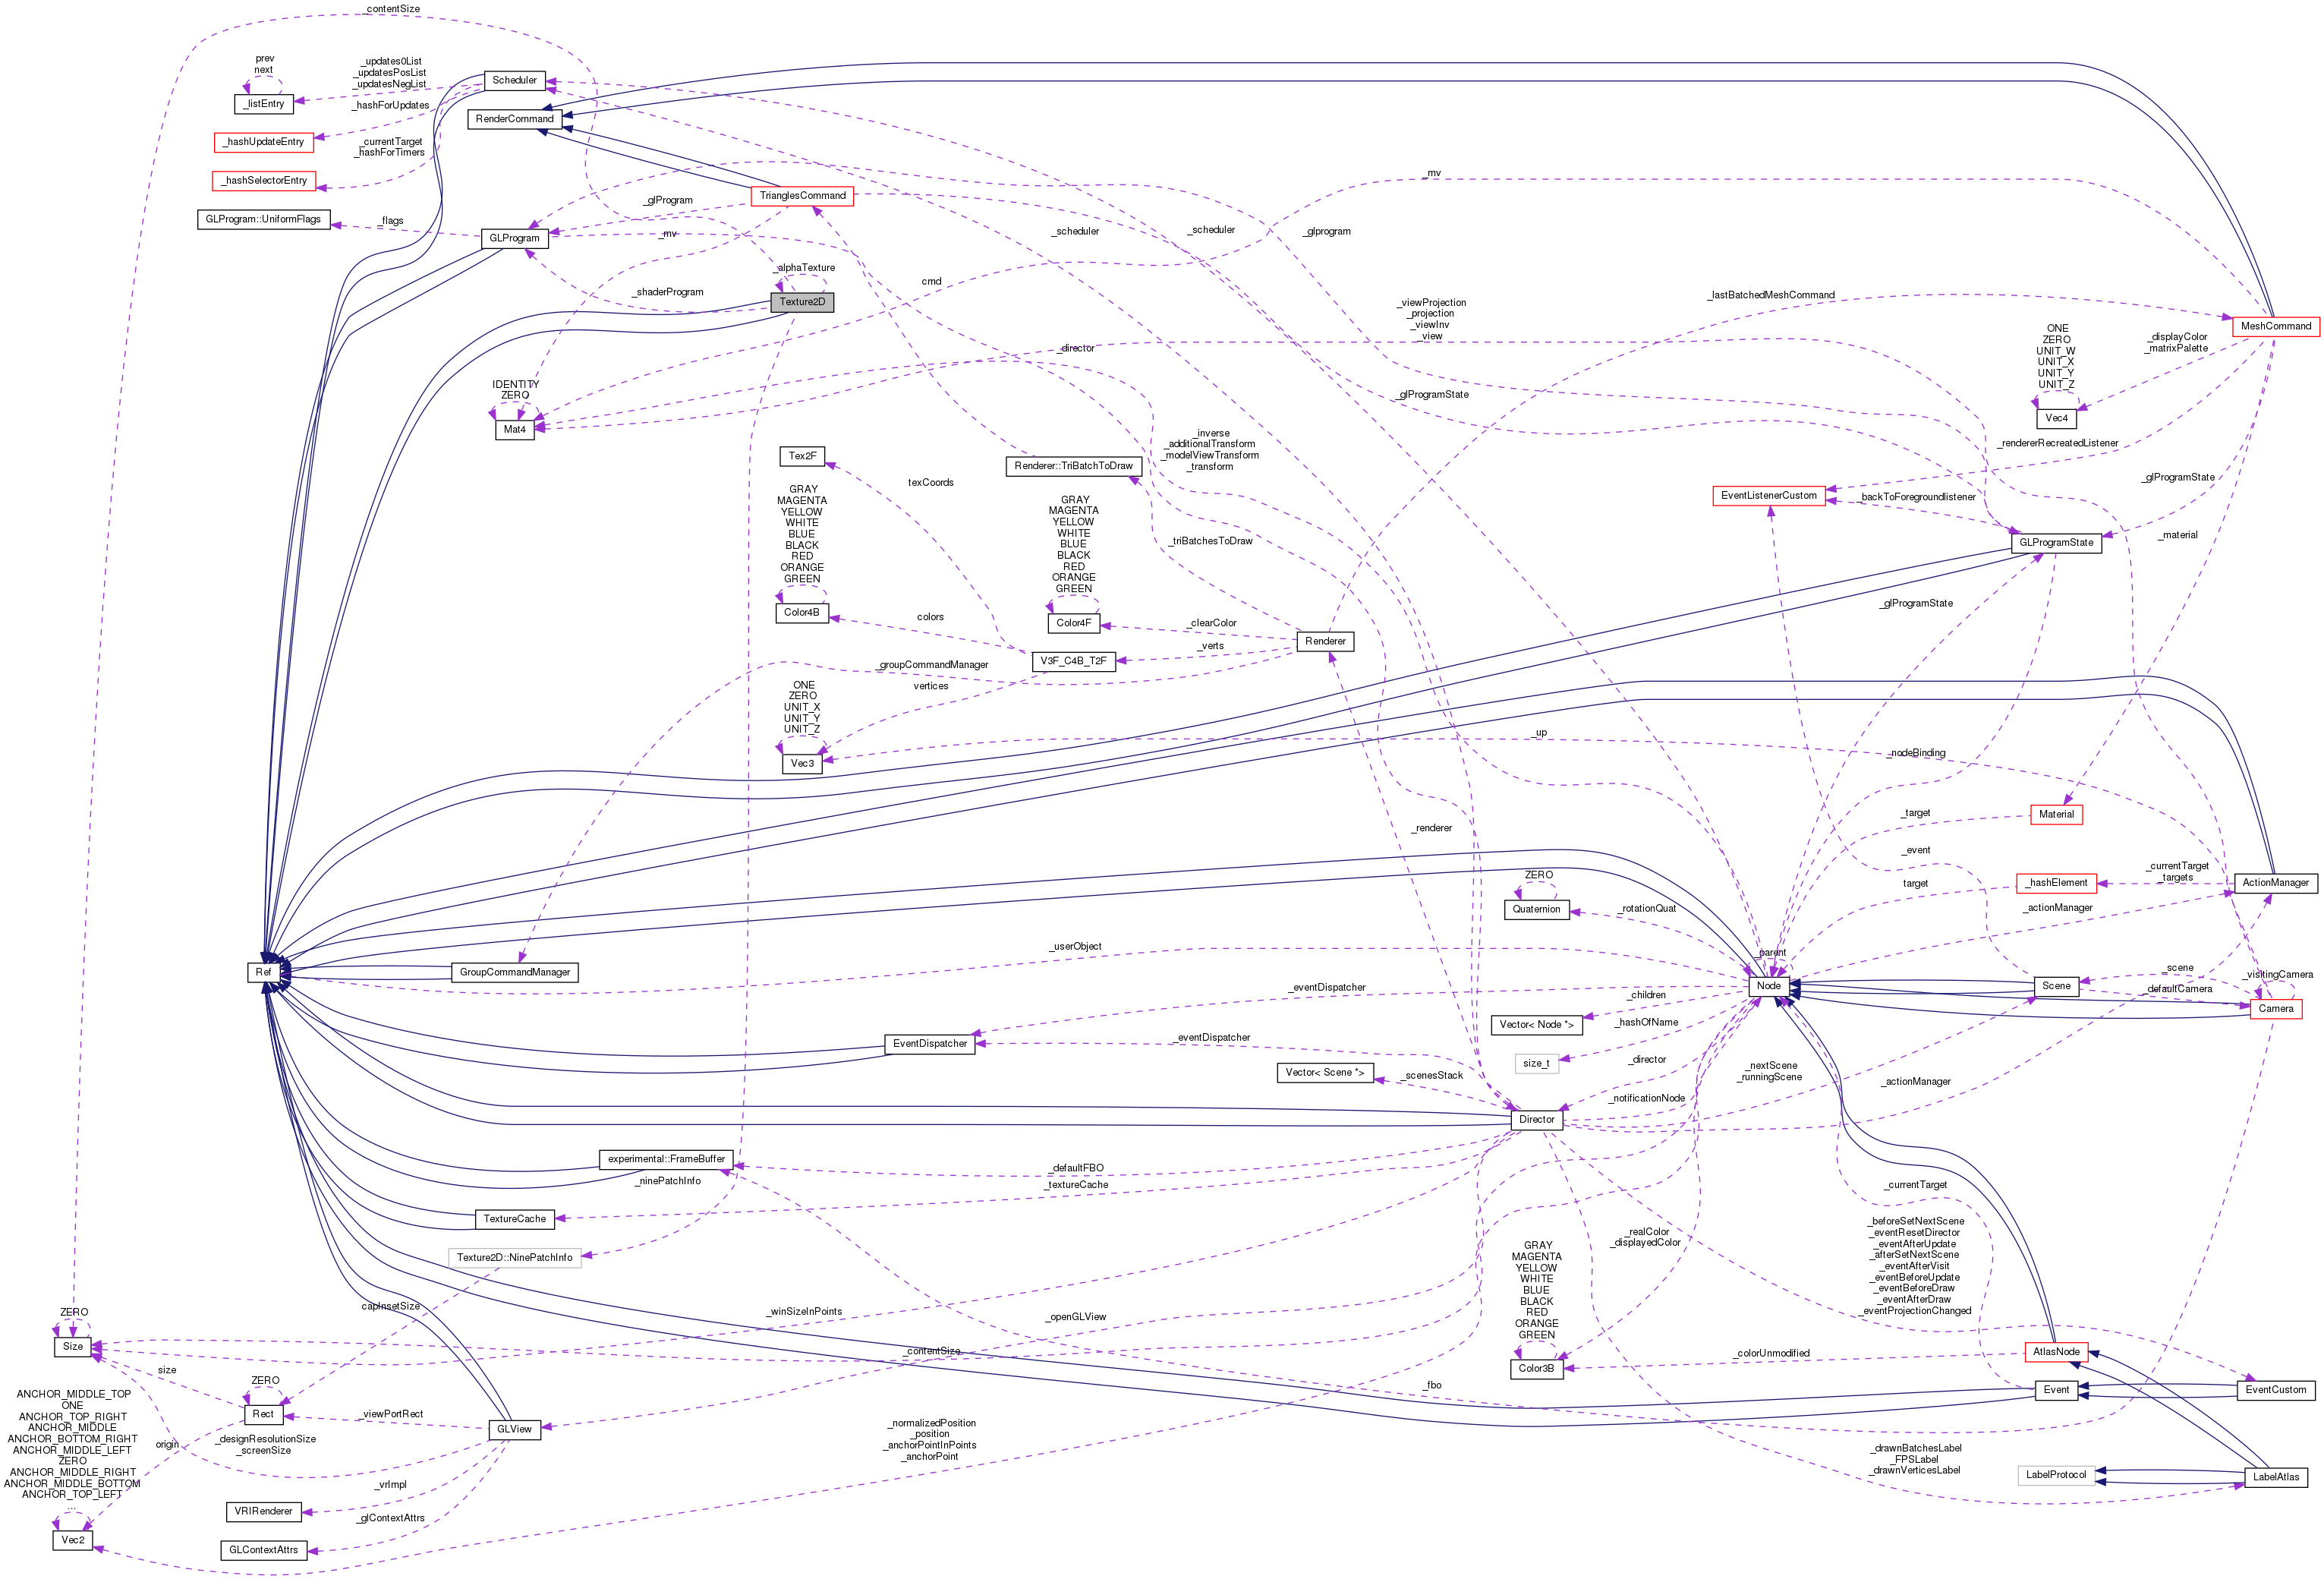 _contentSize
prev
next
_listEntry
_updates0List
_updatesPosList
_updatesNegList
Scheduler
_hashForUpdates
RenderCommand
_hashUpdateEntry
_currentTarget
_hashForTimers
_hashSelectorEntry
_mv
TrianglesCommand
_glProgram
GLProgram::UniformFlags
_flags
GLProgram
_mv
_scheduler
_scheduler
_glprogram
_alphaTexture
cmd
_shaderProgram
Texture2D
_lastBatchedMeshCommand
_viewProjection
_projection
_viewInv
_view
MeshCommand
ONE
ZERO
UNIT_W
UNIT_X
UNIT_Y
UNIT_Z
_displayColor
_matrixPalette
_director
IDENTITY
ZERO
_glProgramState
Vec4
Mat4
_inverse
_additionalTransform
_modelViewTransform
_transform
_rendererRecreatedListener
Tex2F
Renderer::TriBatchToDraw
texCoords
_glProgramState
GRAY
MAGENTA
YELLOW
WHITE
BLUE
BLACK
RED
ORANGE
GREEN
GRAY
MAGENTA
YELLOW
WHITE
BLUE
BLACK
RED
ORANGE
GREEN
EventListenerCustom
_backToForegroundlistener
_triBatchesToDraw
GLProgramState
_material
Color4B
colors
Color4F
_clearColor
_glProgramState
Renderer
_verts
V3F_C4B_T2F
_groupCommandManager
vertices
ONE
ZERO
UNIT_X
UNIT_Y
UNIT_Z
Vec3
_up
_nodeBinding
_renderer
_target
Material
_event
_currentTarget
_targets
ZERO
target
_hashElement
ActionManager
Quaternion
_rotationQuat
_actionManager
_userObject
_parent
Ref
GroupCommandManager
_scene
_visitingCamera
_eventDispatcher
Node
Scene
_defaultCamera
_children
Camera
Vector< Node *>
_hashOfName
EventDispatcher
_eventDispatcher
size_t
_director
Vector< Scene *>
_scenesStack
_nextScene
_runningScene
_actionManager
_notificationNode
Director
experimental::FrameBuffer
_defaultFBO
_ninePatchInfo
_textureCache
_currentTarget
TextureCache
_realColor
_displayedColor
_beforeSetNextScene
_eventResetDirector
_eventAfterUpdate
_afterSetNextScene
_eventAfterVisit
_eventBeforeUpdate
_eventBeforeDraw
_eventAfterDraw
_eventProjectionChanged
Texture2D::NinePatchInfo
GRAY
MAGENTA
YELLOW
WHITE
BLUE
BLACK
RED
ORANGE
GREEN
capInsetSize
_winSizeInPoints
_openGLView
ZERO
Size
_contentSize
_colorUnmodified
AtlasNode
size
ZERO
Color3B
_fbo
Event
EventCustom
ANCHOR_MIDDLE_TOP
ONE
ANCHOR_TOP_RIGHT
ANCHOR_MIDDLE
ANCHOR_BOTTOM_RIGHT
ANCHOR_MIDDLE_LEFT
ZERO
ANCHOR_MIDDLE_RIGHT
ANCHOR_MIDDLE_BOTTOM
ANCHOR_TOP_LEFT
...
Rect
_viewPortRect
GLView
origin
_designResolutionSize
_screenSize
_normalizedPosition
_position
_anchorPointInPoints
_anchorPoint
_drawnBatchesLabel
_FPSLabel
_drawnVerticesLabel
LabelProtocol
LabelAtlas
_vrImpl
VRIRenderer
_glContextAttrs
Vec2
GLContextAttrs